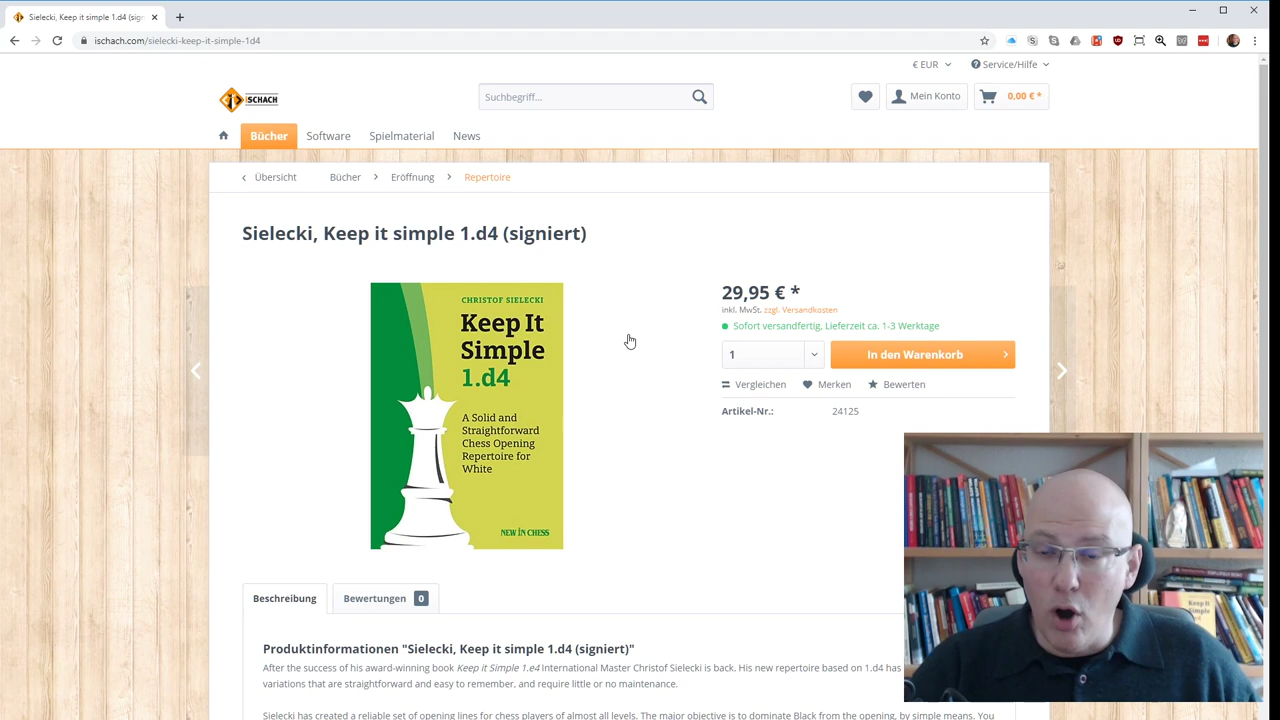 Sielecki, Keep it simple 1.d4 (sign
ischach.com/sielecki-keep-it-simple-1d4
€ EUR Service/Hilfe
ISCHACH
Suchbegriff...
Mein Konto
0,00 € *
Bücher Software Spielmaterial News
Übersicht Bücher Eröffnung Repertoire
Sielecki, Keep it simple 1.d4 (signiert)
CHRISTOF SIELECKI
Keep It
Simple
1.d4
A Solid and
Straightforward
Chess Opening
Repertoire for
White
NEW IN CHESS
29,95 € *
inkl. MwSt. zzgl. Versandkosten
Sofort versandfertig, Lieferzeit ca. 1-3 Werktage
1 In den Warenkorb
Vergleichen Merken Bewerten
Artikel-Nr.: 24125
Beschreibung Bewertungen 0
Produktinformationen "Sielecki, Keep it simple 1.d4 (signiert)"
After the success of his award-winning book Keep it Simple 1.e4 International Master Christof Sielecki is back. His new repertoire based on 1.d4 has
variations that are straightforward and easy to remember, and require little or no maintenance.
Sielecki has created a reliable set of opening lines for chess players of almost all levels. The major objective is to dominate Black from the opening, by simple means. You
Keep It
Simple